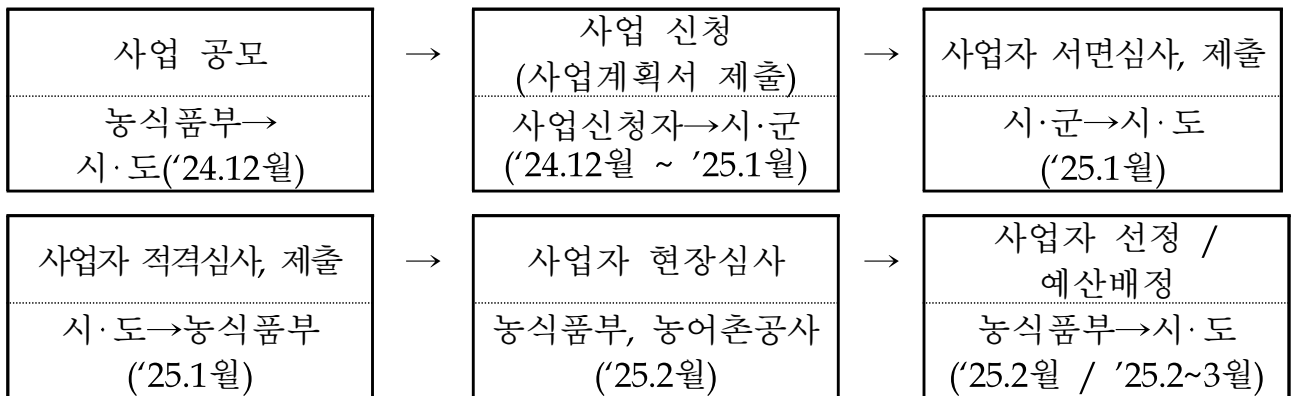 사업 공모
→
사업 신청
(사업계획서 제출)
→
사업자 서면심사, 제출
농식품부→
시·도(‘24.12월)
사업신청자→시·군
(‘24.12월 ~ ’25.1월)
시·군→시·도
(‘25.1월)
사업자 적격심사, 제출
→
사업자 현장심사
→
사업자 선정 /
예산배정
시·도→농식품부
(‘25.1월)
농식품부, 농어촌공사
(‘25.2월)
농식품부→시·도
(‘25.2월 / ’25.2~3월)